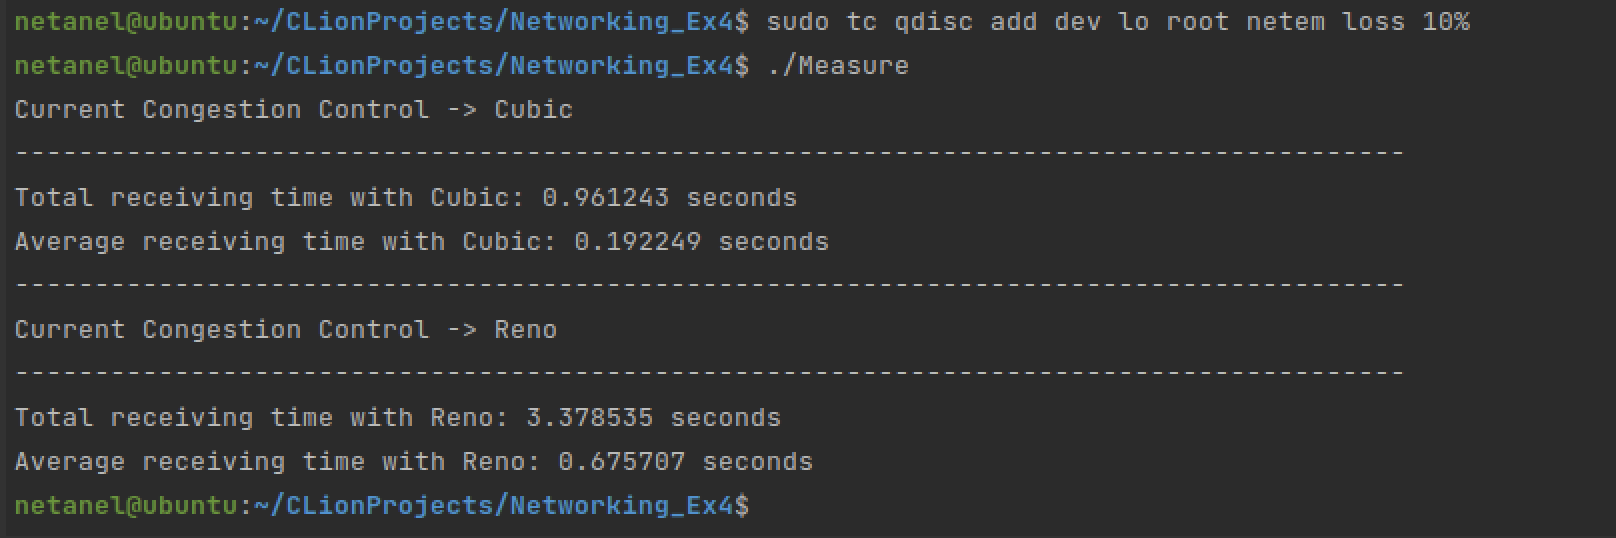 netanel@ubuntu:~/CLionProjects/Networking_Ex4$ sudo tc qdisc add dev lo root netem loss 10%
netanel@ubuntu:~/CLionProjects/Networking_Ex4$ ./Measure
Current Congestion Control -> Cubic
---------------------------------------------------------------------------------------
Total receiving time with Cubic: 0.961243 seconds
Average receiving time with Cubic: 0.192249 seconds
---------------------------------------------------------------------------------------
Current Congestion Control -> Reno
---------------------------------------------------------------------------------------
Total receiving time with Reno: 3.378535 seconds
Average receiving time with Reno: 0.675707 seconds
netanel@ubuntu:~/CLionProjects/Networking_Ex4$